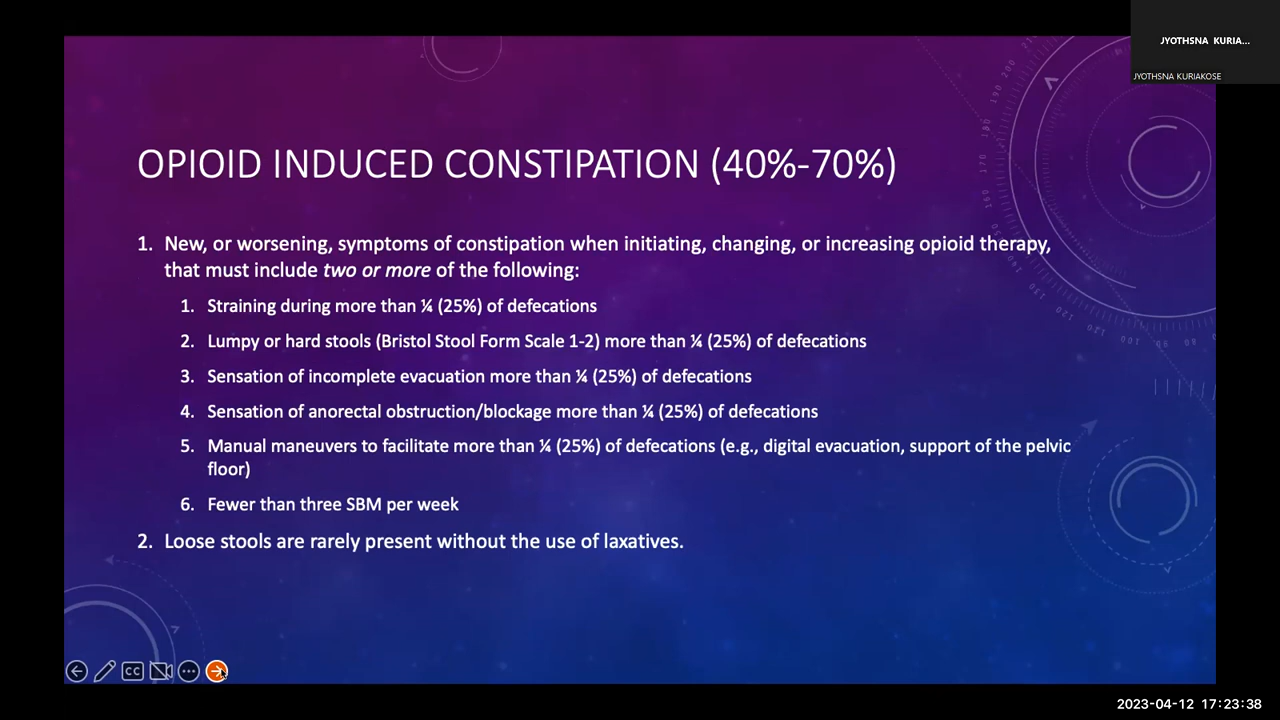 JYOTHSNA KURIA...
JYOTHSNA KURIAKOSE
OPIOID INDUCED CONSTIPATION (40%-70%)
1. New, or worsening, symptoms of constipation when initiating, changing, or increasing opioid therapy,
that must include two or more of the following:
1. Straining during more than ¼ (25%) of defecations
2. Lumpy or hard stools (Bristol Stool Form Scale 1-2) more than ¼ (25%) of defecations
3. Sensation of incomplete evacuation more than ¼ (25%) of defecations
4. Sensation of anorectal obstruction/blockage more than ¼ (25%) of defecations
5. Manual maneuvers to facilitate more than ¼ (25%) of defecations (e.g., digital evacuation, support of the pelvic
floor)
6. Fewer than three SBM per week
2. Loose stools are rarely present without the use of laxatives.
CC
2023-04-12 17:23:38